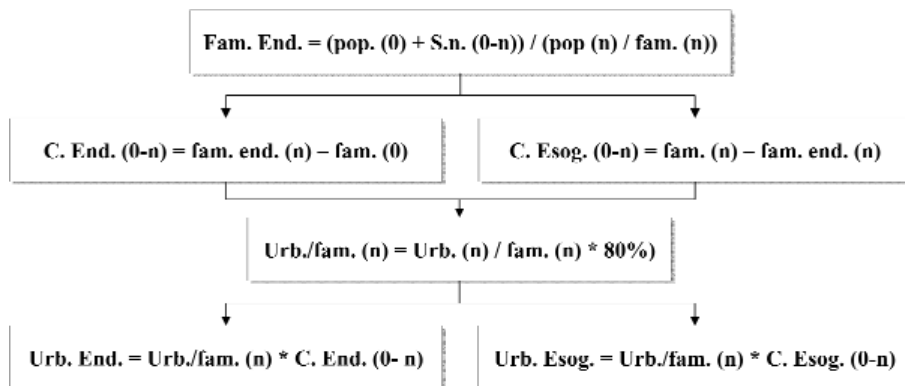 Fam. End. = (pop. (0) + S.n. (0-n)) / (pop (n) / fam. (n))
C. End. (0-n) = fam. end. (n) – fam. (0)
C. Esog. (0-n) = fam. (n) – fam. end. (n)
Urb./fam. (n) = Urb. (n) / fam. (n) * 80%)
Urb. End. = Urb./fam. (n) * C. End. (0- n)
Urb. Esog. = Urb./fam. (n) * C. Esog. (0-n)